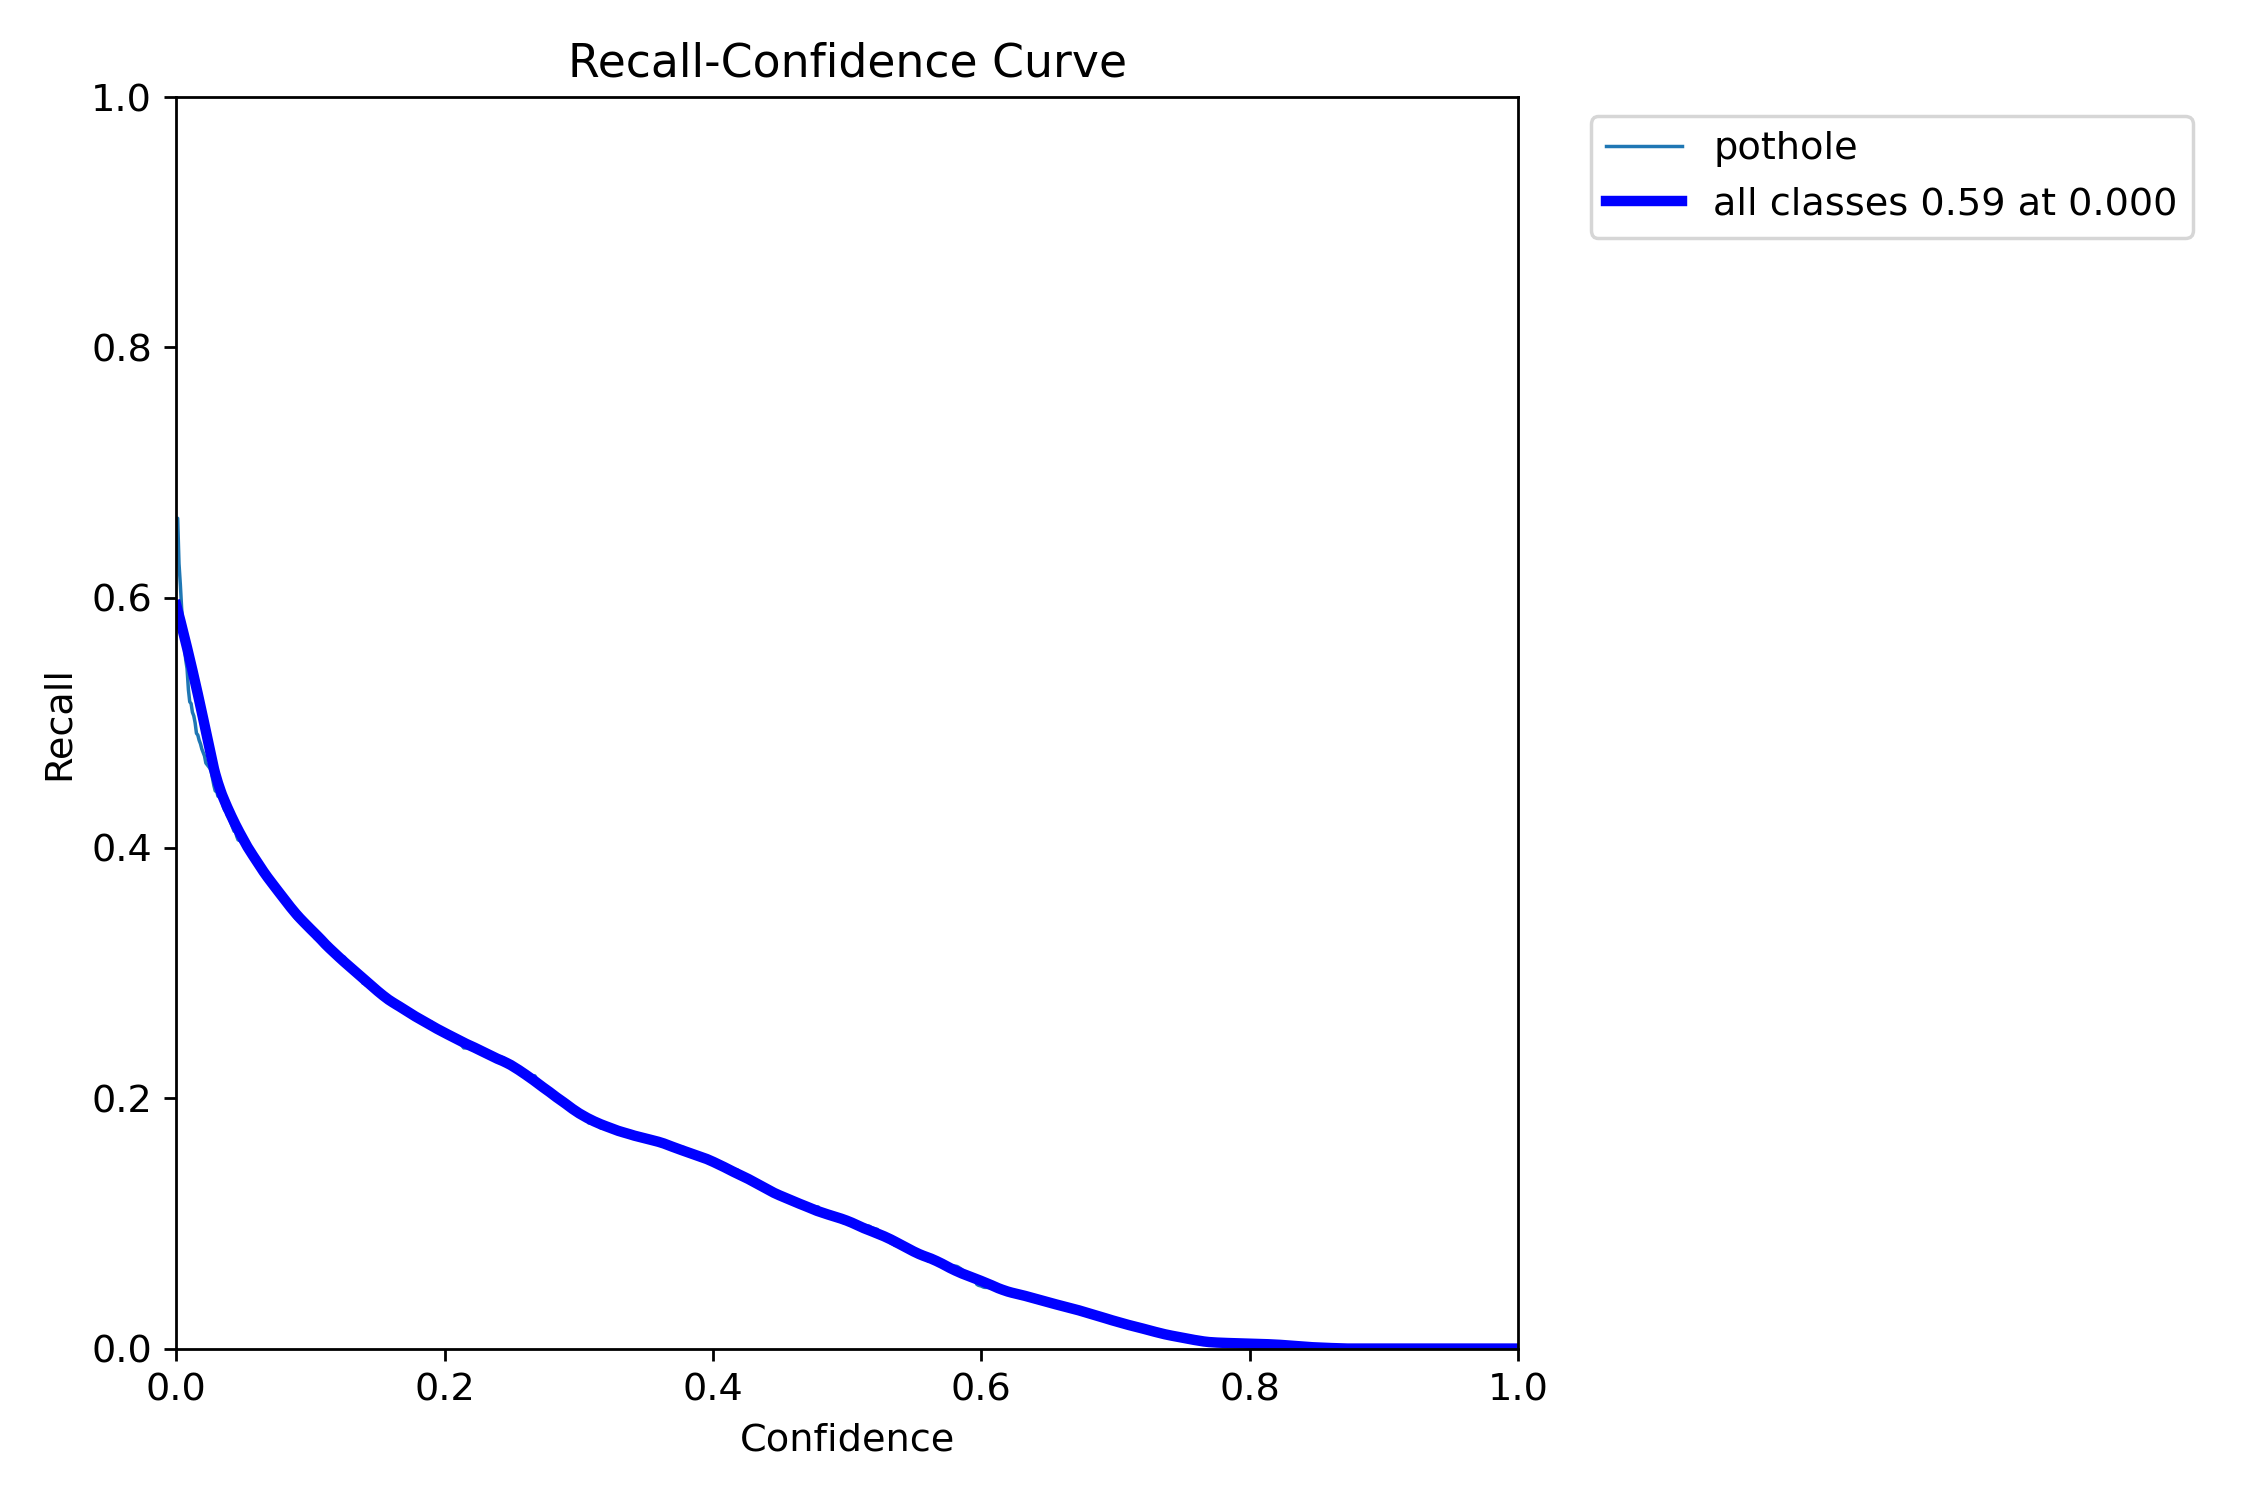 Recall-Confidence Curve
1.0
0.8
0.6
0.4
0.2
0.0
Recall
0.0 0.2 0.4 0.6 0.8 1.0
Confidence
pothole
all classes 0.59 at 0.000